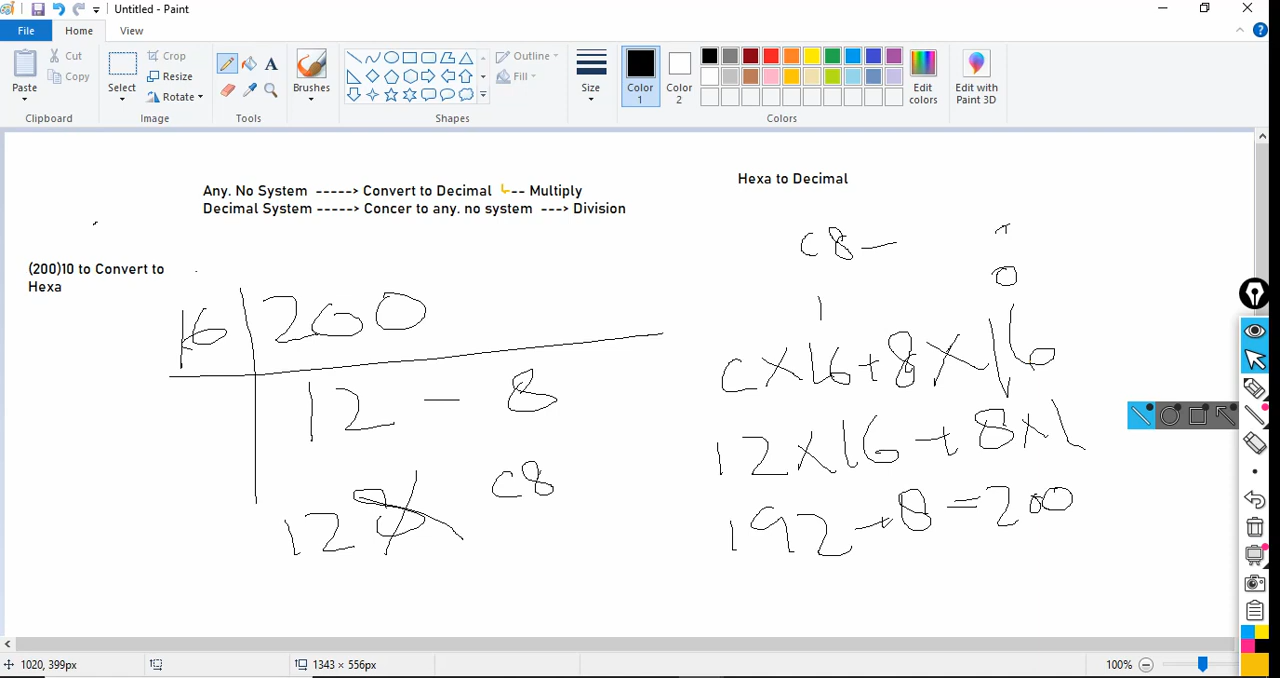 Untitled - Paint
File Home View
Paste
Cut
Copy
Clipboard
Select
Crop
Resize
Rotate
Image
A
Tools
Brushes
Outline
Fill
Shapes
Size
Color 1
Color 2
Edit colors
Edit with Paint 3D
Colors
Any. No System -----> Convert to Decimal -- Multiply
Decimal System -----> Concer to any. no system ---> Division
(200)10 to Convert to
Hexa
16 200
12 - 8
C8
12 8
Hexa to Decimal
C8 -
1 0
C X 16 + 8 X 16
12 X 16 + 8 X 1
192 + 8 = 200
1020, 399px
1343 × 556px
100%